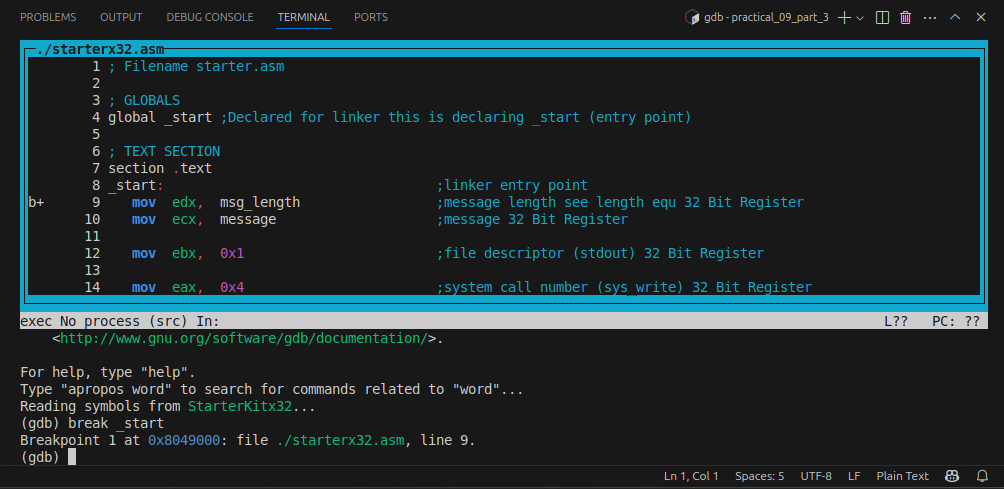 PROBLEMS OUTPUT DEBUG CONSOLE TERMINAL PORTS gdb - practical_09_part_3
./starterx32.asm
1 ; Filename starter.asm
2
3 ; GLOBALS
4 global _start ;Declared for linker this is declaring _start (entry point)
5
6 ; TEXT SECTION
7 section .text
8 _start: ;linker entry point
b+ 9 mov edx, msg_length ;message length see length equ 32 Bit Register
10 mov ecx, message ;message 32 Bit Register
11
12 mov ebx, 0x1 ;file descriptor (stdout) 32 Bit Register
13
14 mov eax, 0x4 ;system call number (sys_write) 32 Bit Register
exec No process (src) In: L?? PC: ??
<http://www.gnu.org/software/gdb/documentation/>.
For help, type "help".
Type "apropos word" to search for commands related to "word"...
Reading symbols from StarterKitx32...
(gdb) break _start
Breakpoint 1 at 0x8049000: file ./starterx32.asm, line 9.
(gdb)
Ln 1, Col 1 Spaces: 5 UTF-8 LF Plain Text